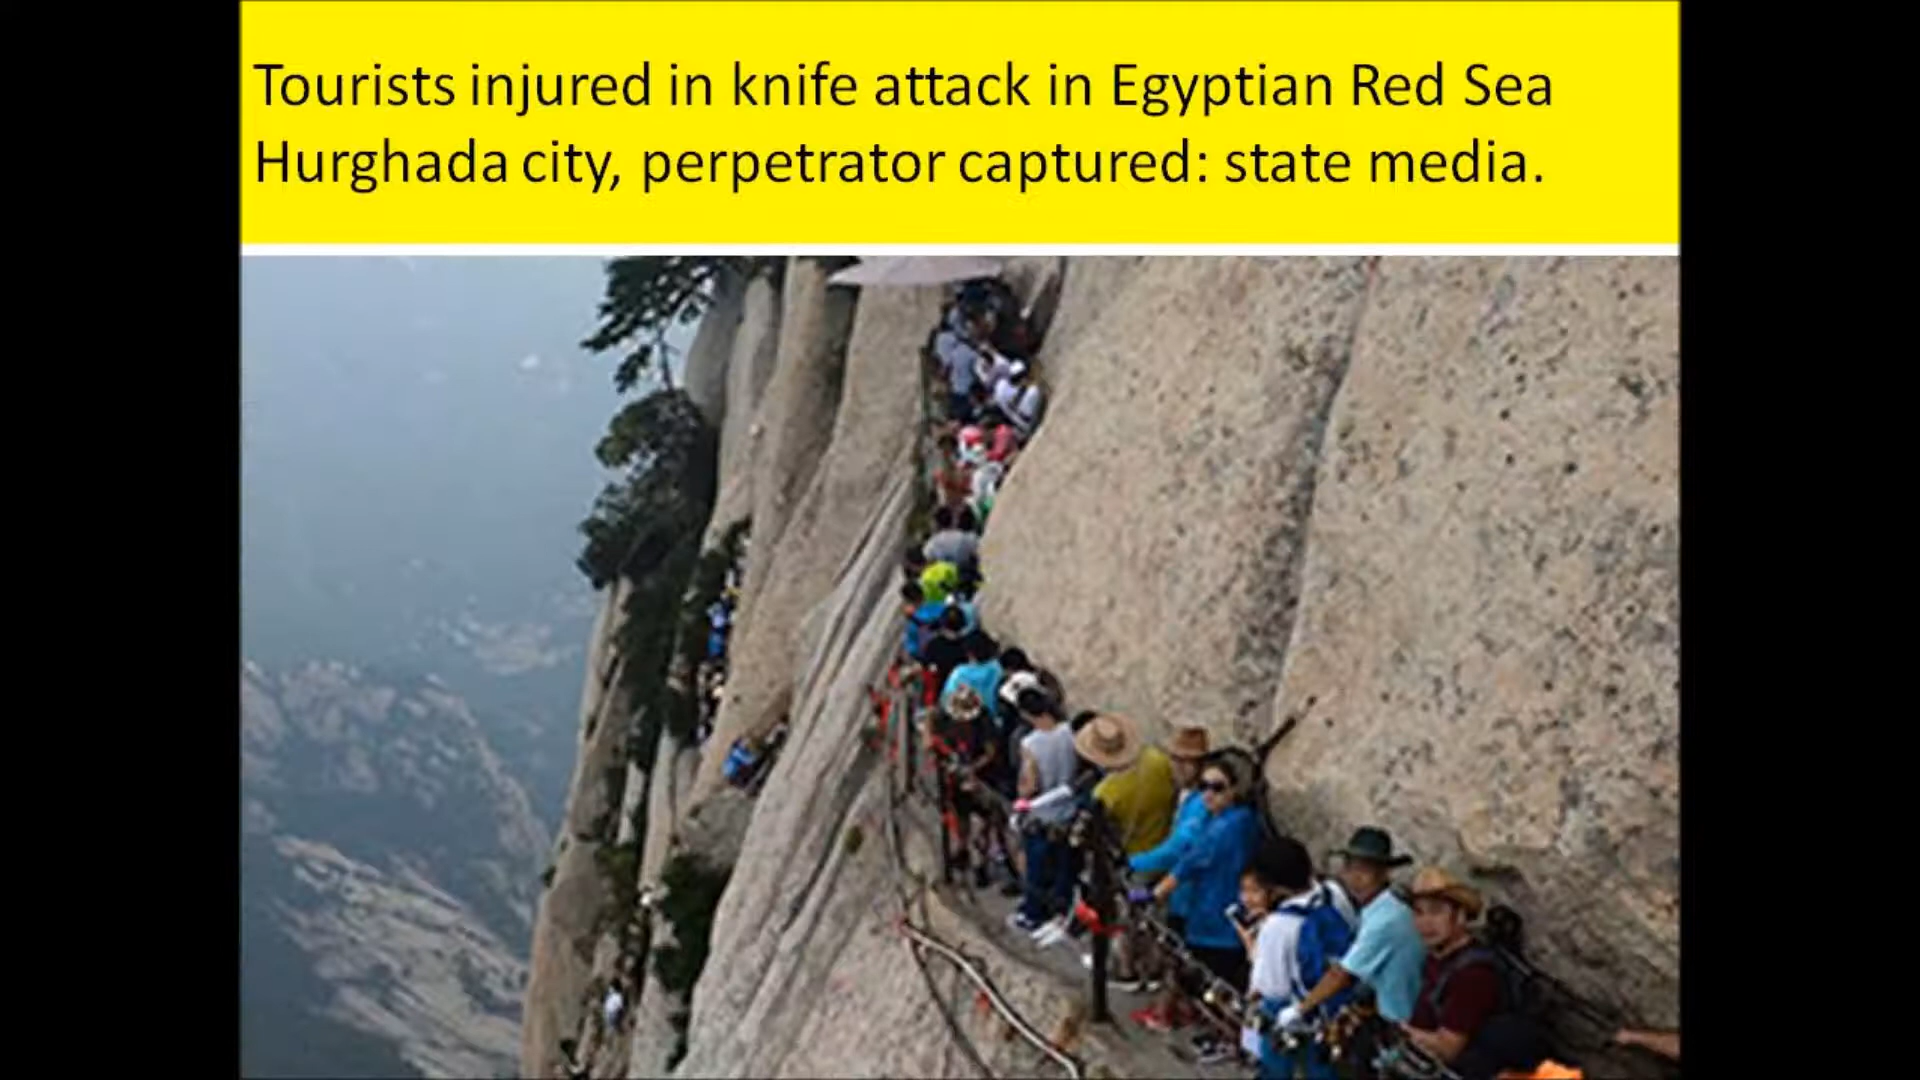 Tourists injured in knife attack in Egyptian Red Sea
Hurghada city, perpetrator captured: state media.